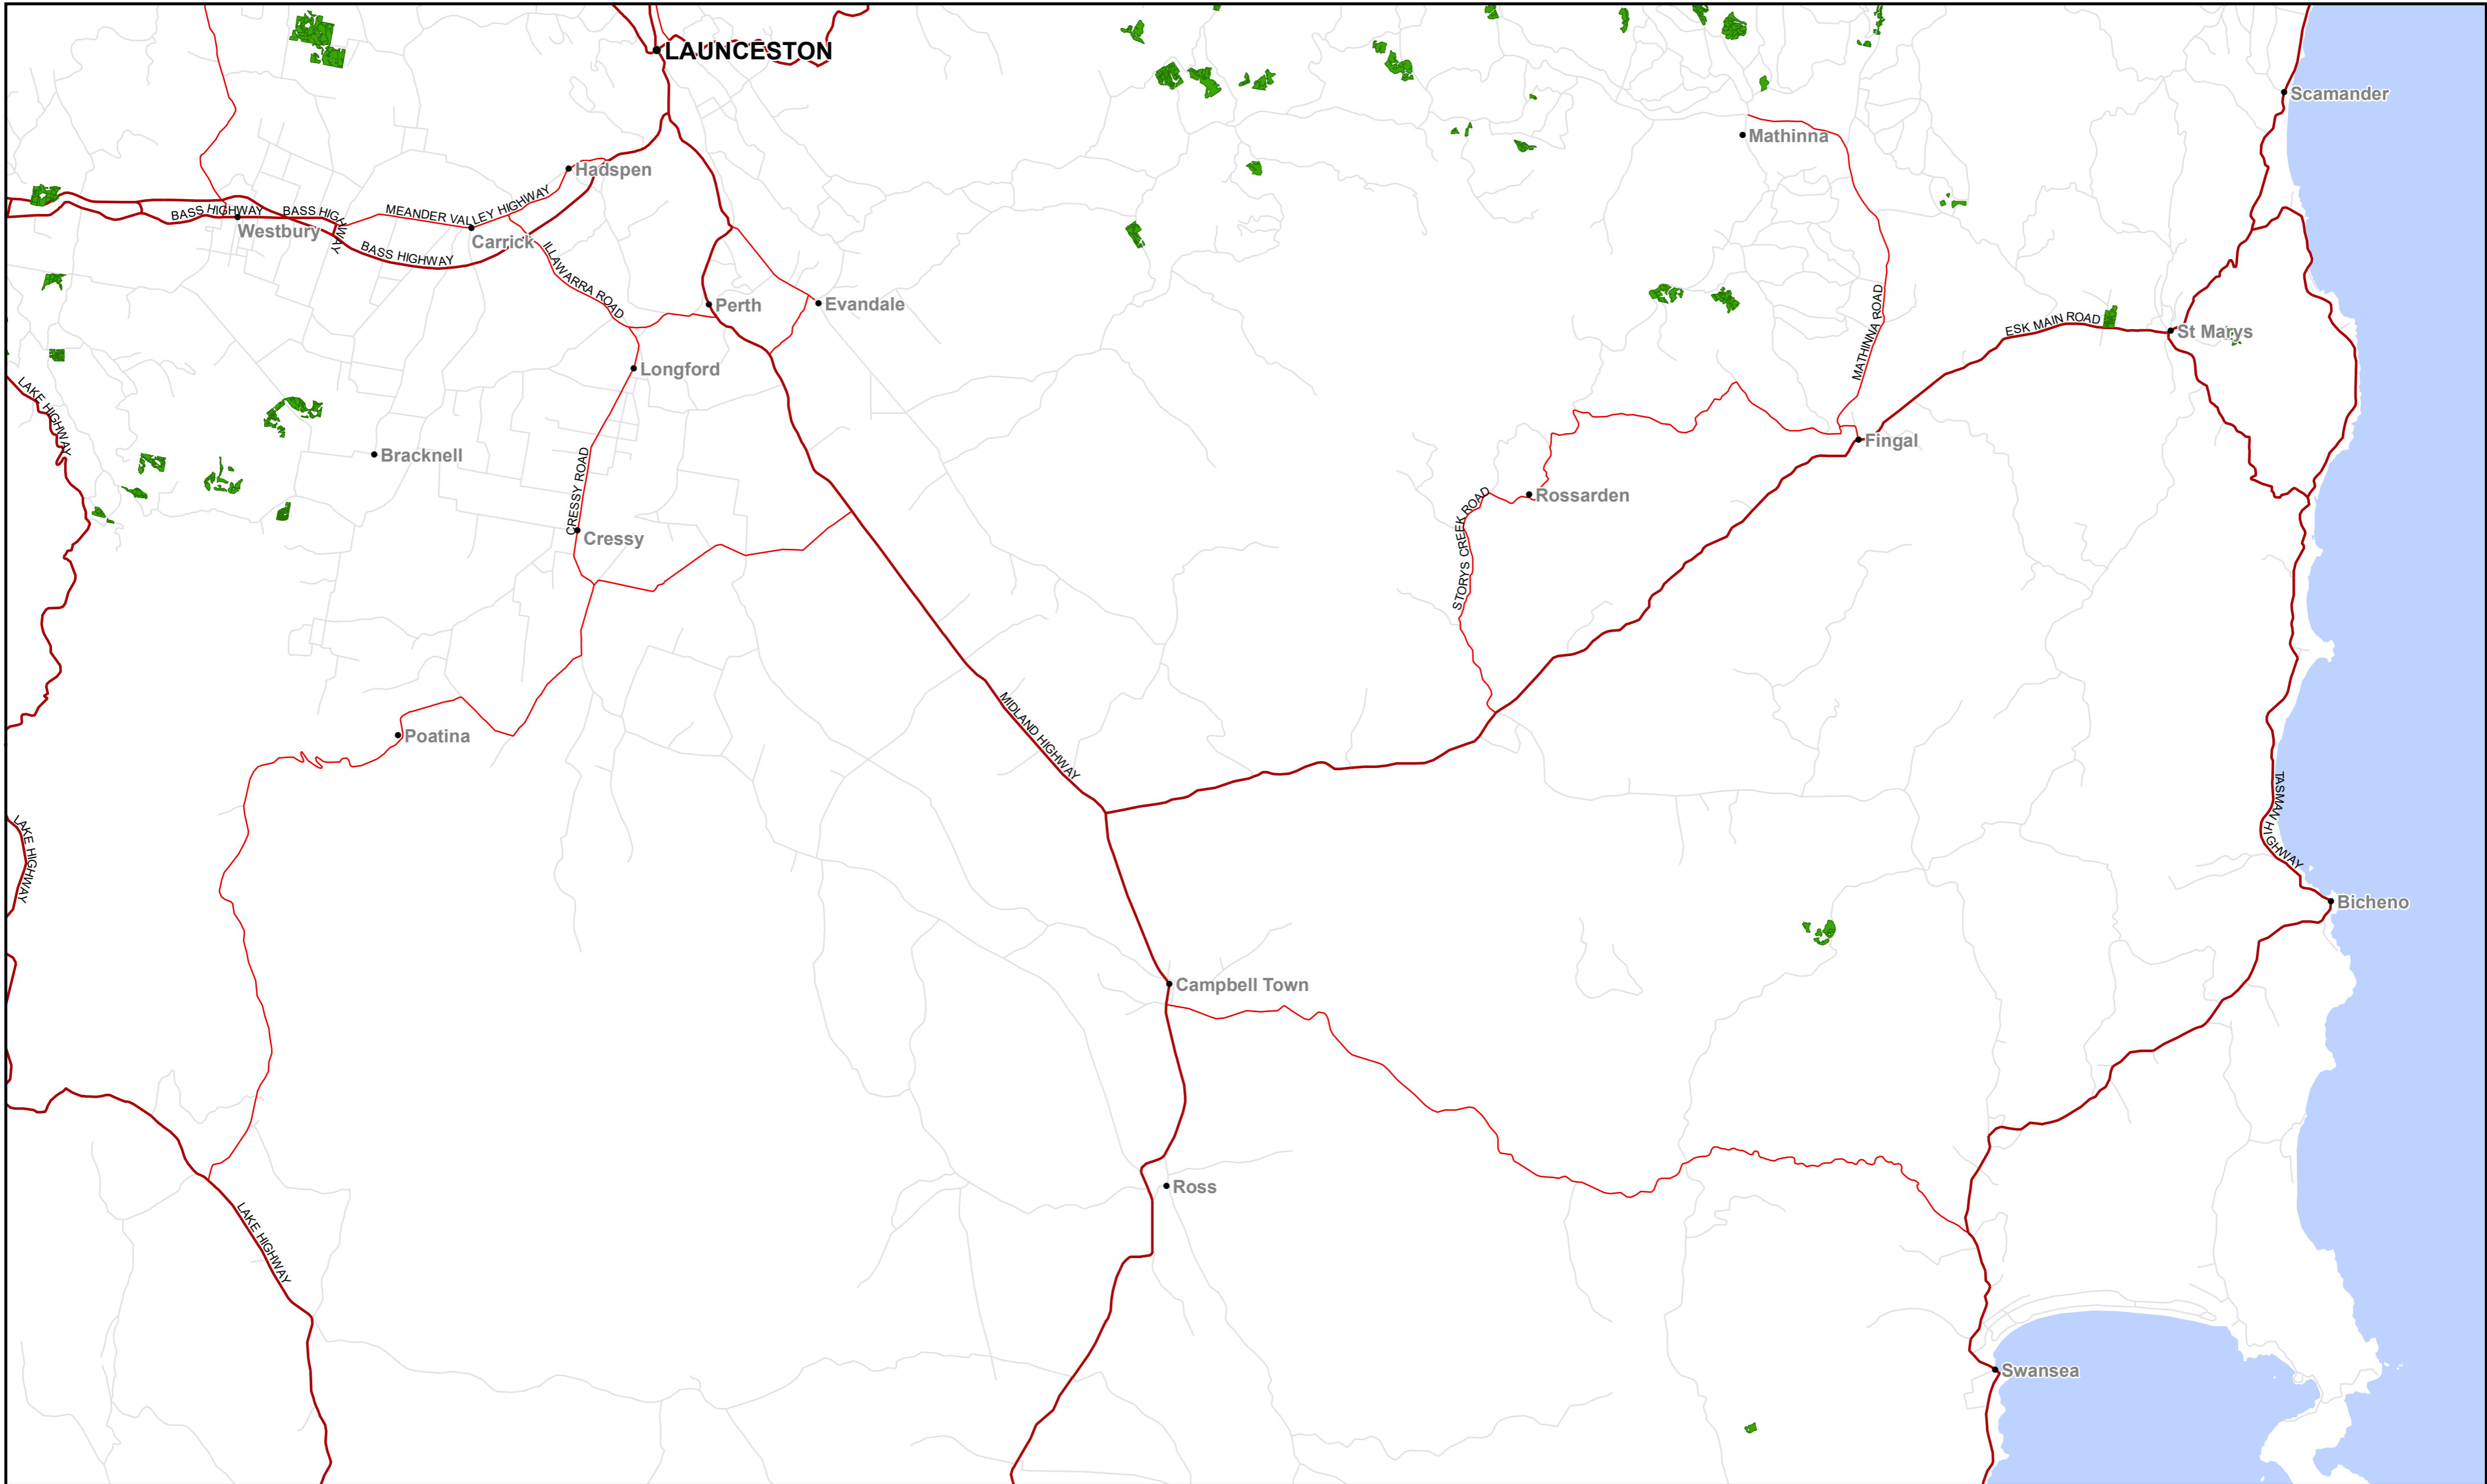 LAUNCESTON
Scamander
Mathinna
Hadspen
MEANDER VALLEY HIGHWAY
BASS HIGHWAY
BASS HIGHWAY
Westbury
Carrick
BASS HIGHWAY
ILLAWARRA ROAD
Perth
Evandale
MATHINNA ROAD
ESK MAIN ROAD
St Marys
Longford
LAKE HIGHWAY
Bracknell
Fingal
CRESSY ROAD
Rossarden
STORYS CREEK ROAD
Cressy
MIDLAND HIGHWAY
Poatina
TASMAN HIGHWAY
LAKE HIGHWAY
Bicheno
Campbell Town
Ross
LAKE HIGHWAY
Swansea